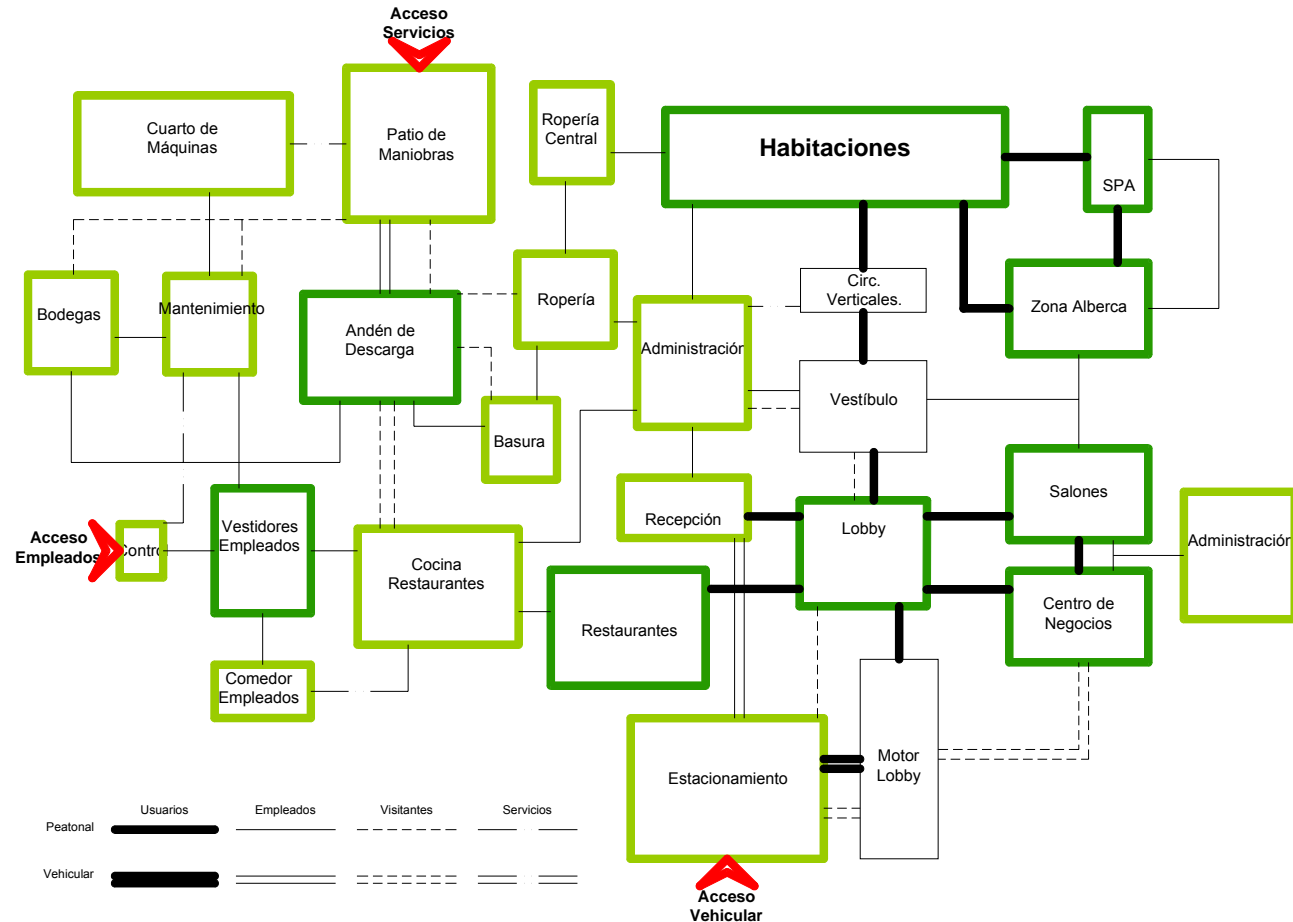 Acceso
Servicios
Cuarto de
Máquinas
Patio de
Maniobras
Ropería
Central
Habitaciones
SPA
Bodegas
Mantenimiento
Andén de
Descarga
Ropería
Administración
Circ.
Verticales.
Zona Alberca
Vestíbulo
Basura
Recepción
Lobby
Salones
Administración
Acceso
Empleados
Control
Vestidores
Empleados
Cocina
Restaurantes
Restaurantes
Centro de
Negocios
Comedor
Empleados
Estacionamiento
Motor
Lobby
Acceso
Vehicular
Usuarios
Empleados
Visitantes
Servicios
Peatonal
Vehicular